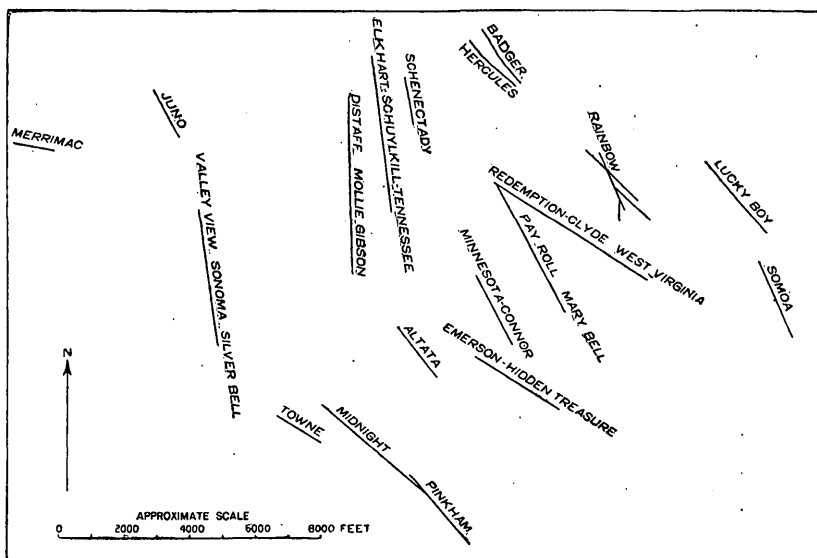 BADGER.
HERCULES
ELKHART-SCHUYLKILL-TENNESSEE
SCHENECTADY
JUNO
DISTAFF MOLLIE GIBSON
MERRIMAC
RAINBOW
LUCKY BOY
VALLEY VIEW SONOMA SILVER BELL
REDEMPTION-CLYDE WEST VIRGINIA
PAY ROLL MARY BELL
MINNESOTA-CONNOR
SOMOA
ALTATA
EMERSON-HIDDEN TREASURE
N
TOWNE
MIDNIGHT
PINKHAM.
APPROXIMATE SCALE
0 2000 4000 6000 8000 FEET